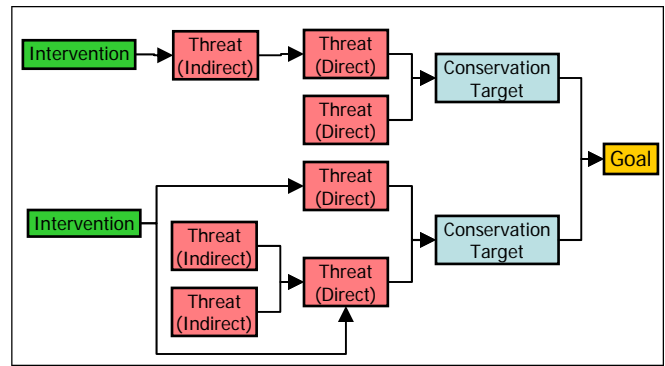 Intervention
Threat
(Indirect)
Threat
(Direct)
Conservation
Target
Threat
(Direct)
Goal
Threat
(Direct)
Intervention
Threat
(Indirect)
Conservation
Target
Threat
(Direct)
Threat
(Indirect)